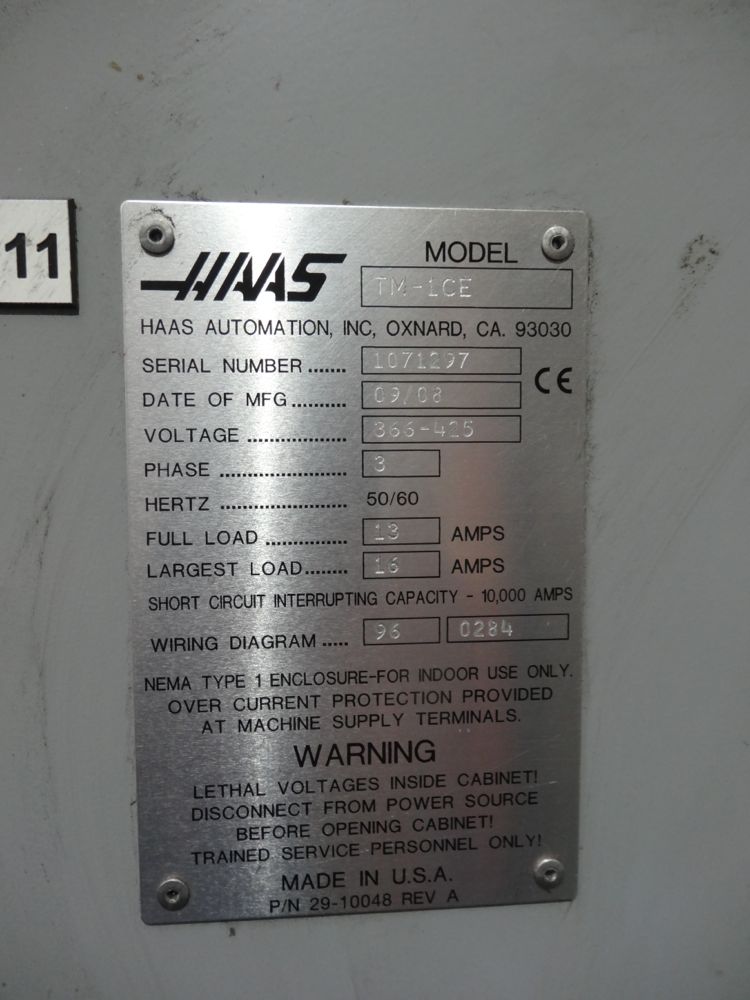 11
HAAS
MODEL
TM-1CE
HAAS AUTOMATION, INC, OXNARD, CA. 93030
SERIAL NUMBER ....... 1071297
CE
DATE OF MFG.......... 09/08
VOLTAGE .................. 366-425
PHASE ....................... 3
HERTZ ....................... 50/60
FULL LOAD ............... 13 AMPS
LARGEST LOAD........ 16 AMPS
SHORT CIRCUIT INTERRUPTING CAPACITY - 10,000 AMPS
WIRING DIAGRAM ..... 96 0284
NEMA TYPE 1 ENCLOSURE-FOR INDOOR USE ONLY.
OVER CURRENT PROTECTION PROVIDED
AT MACHINE SUPPLY TERMINALS.
WARNING
LETHAL VOLTAGES INSIDE CABINET!
DISCONNECT FROM POWER SOURCE
BEFORE OPENING CABINET!
TRAINED SERVICE PERSONNEL ONLY!
MADE IN U.S.A.
P/N 29-10048 REV A